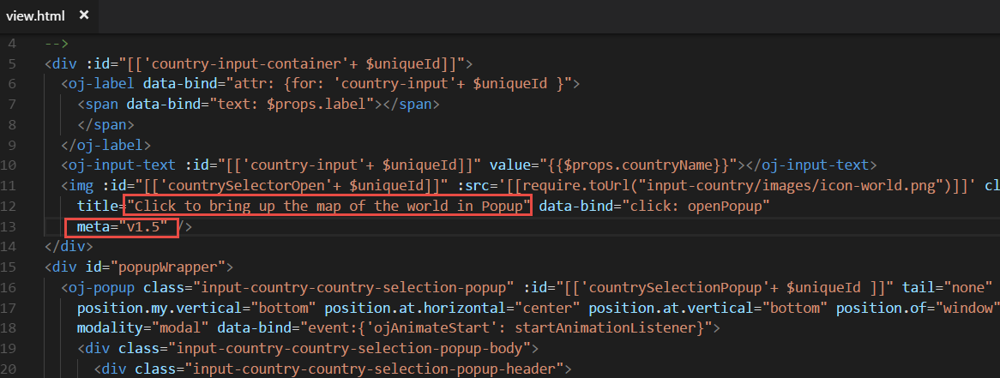 view.html ×
4 -->
5 <div :id="[['country-input-container'+ $uniqueId]]">
6 <oj-label data-bind="attr: {for: 'country-input'+ $uniqueId }">
7 <span data-bind="text: $props.label"></span>
8 </span>
9 </oj-label>
10 <oj-input-text :id="[['country-input'+ $uniqueId]]" value="{{$props.countryName}}"></oj-input-text>
11 <img :id="[['countrySelectorOpen'+ $uniqueId]]" :src='[[require.toUrl("input-country/images/icon-world.png")]]' cl
12 title="Click to bring up the map of the world in Popup" data-bind="click: openPopup"
13 meta="v1.5" />
14 </div>
15 <div id="popupWrapper">
16 <oj-popup class="input-country-country-selection-popup" :id="[['countrySelectionPopup'+ $uniqueId ]]" tail="none"
17 position.my.vertical="bottom" position.at.horizontal="center" position.at.vertical="bottom" position.of="window"
18 modality="modal" data-bind="event:{'ojAnimateStart': startAnimationListener}">
19 <div class="input-country-country-selection-popup-body">
20 <div class="input-country-country-selection-popup-header">